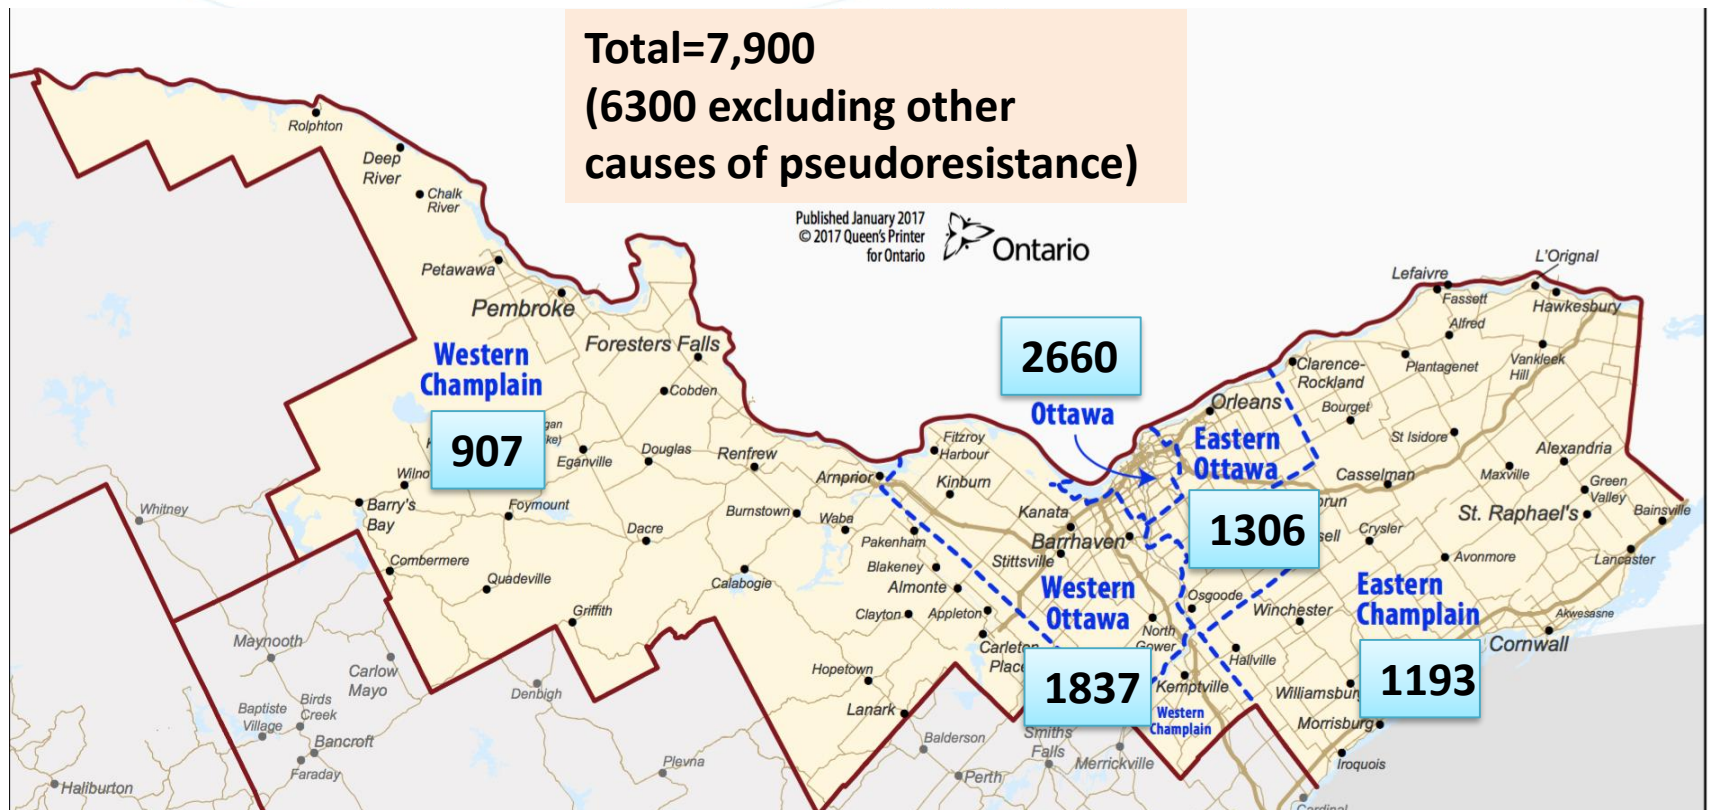 Total=7,900
(6300 excluding other
causes of pseudoresistance)
Published January 2017
© 2017 Queen's Printer
for Ontario
Ontario
Rolphton
Deep
River
Chalk
River
Petawawa
Pembroke
Foresters Falls
Western
Champlain
907
Cobden
Eganville
Douglas
Renfrew
Barry's
Bay
Foymount
Dacre
Burnstown
Waba
Arnprior
Combermere
Quadeville
Griffith
Calabogie
Whitney
Maynooth
Carlow
Mayo
Baptiste
Village
Birds
Creek
Bancroft
Faraday
Haliburton
Denbigh
Plevna
Hopetown
Lanark
Clayton
Appleton
Almonte
Blakeney
Pakenham
Carleton
Place
Balderson
Perth
Smiths
Falls
Merrickville
Fitzroy
Harbour
Kinburn
Kanata
Stittsville
Barrhaven
2660
Ottawa
Orleans
Eastern
Ottawa
1306
Western
Ottawa
1837
North
Gower
Kemptville
Western
Champlain
Osgoode
Winchester
Hallville
Morrisburg
Iroquois
Cardinal
Eastern
Champlain
1193
Cornwall
Akwesasne
Lancaster
Bainsville
St. Raphael's
Green
Valley
Alexandria
Maxville
Avonmore
Crysler
Casselman
St Isidore
Bourget
Clarence-
Rockland
Plantagenet
Alfred
Vankleek
Hill
Lefaivre
Fassett
L'Orignal
Hawkesbury